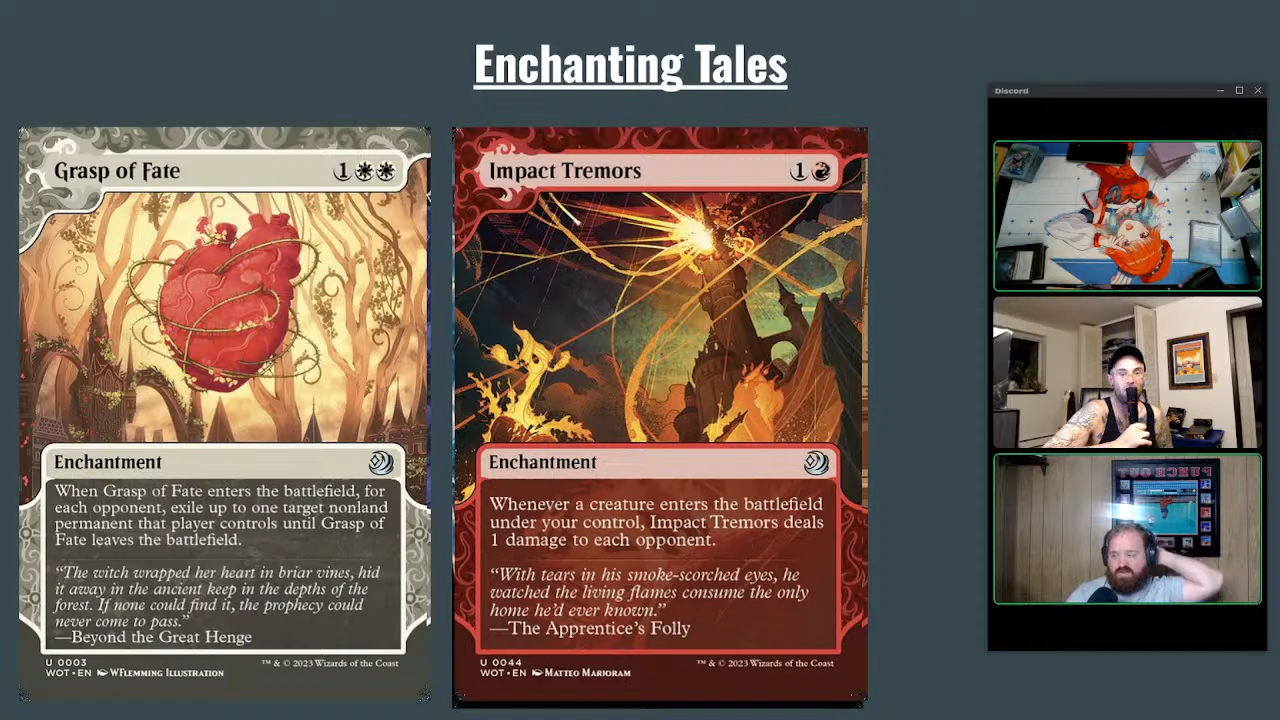 Enchanting Tales
Grasp of Fate 1
Enchantment
When Grasp of Fate enters the battlefield, for
each opponent, exile up to one target nonland
permanent that player controls until Grasp of
Fate leaves the battlefield.
“The witch wrapped her heart in briar vines, hid
it away in the ancient keep in the depths of the
forest. If none could find it, the prophecy could
never come to pass.”
—Beyond the Great Henge
U 0003
WOT • EN WFlemming Illustration
™ & © 2023 Wizards of the Coast
Impact Tremors 1
Enchantment
Whenever a creature enters the battlefield
under your control, Impact Tremors deals
1 damage to each opponent.
“With tears in his smoke-scorched eyes, he
watched the living flames consume the only
home he’d ever known.”
—The Apprentice’s Folly
U 0044
WOT • EN Matteo Marjoram
™ & © 2023 Wizards of the Coast
Discord
PUNCH OUT